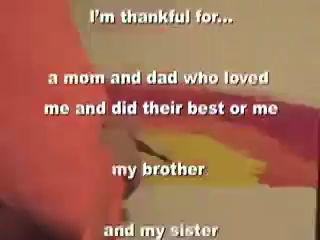 I'm thankful for...
a mom and dad who loved
me and did their best or me
my brother
and my sister